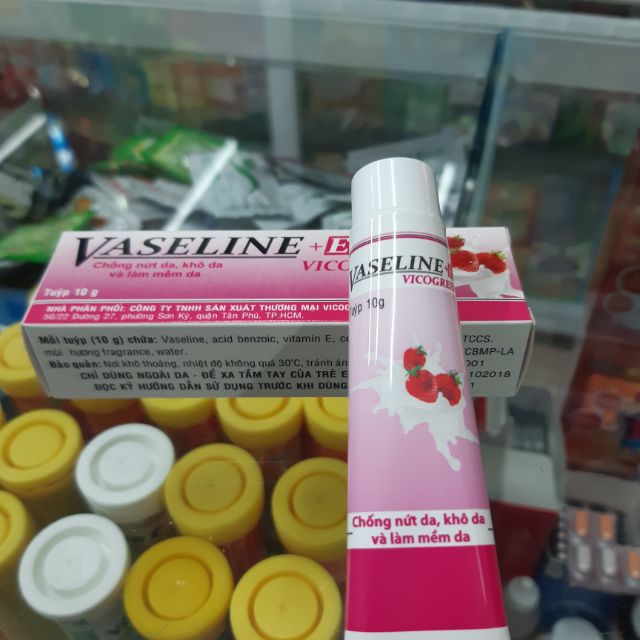 VASELINE + E
VICO
Chống nứt da, khô da
và làm mềm da
Tuýp 10 g
NHÀ PHÂN PHỐI: CÔNG TY TNHH SẢN XUẤT THƯƠNG MẠI VICOG
56/22 Đường 27, phường Sơn Kỳ, quận Tân Phú, TP.HCM.
Mỗi tuýp (10 g) chứa: Vaseline, acid benzoic, vitamin E, ce
mùi hương fragrance, water.
Bảo quản: Nơi khô thoáng, nhiệt độ không quá 30°C, tránh án
CHỈ DÙNG NGOÀI DA - ĐỂ XA TẦM TAY CỦA TRẺ E
ĐỌC KỸ HƯỚNG DẪN SỬ DỤNG TRƯỚC KHI DÙNG
TCCS.
CBMP-LA
001
102018
VASELINE
VICOGREE
Tuýp 10g
Chống nứt da, khô da
và làm mềm da